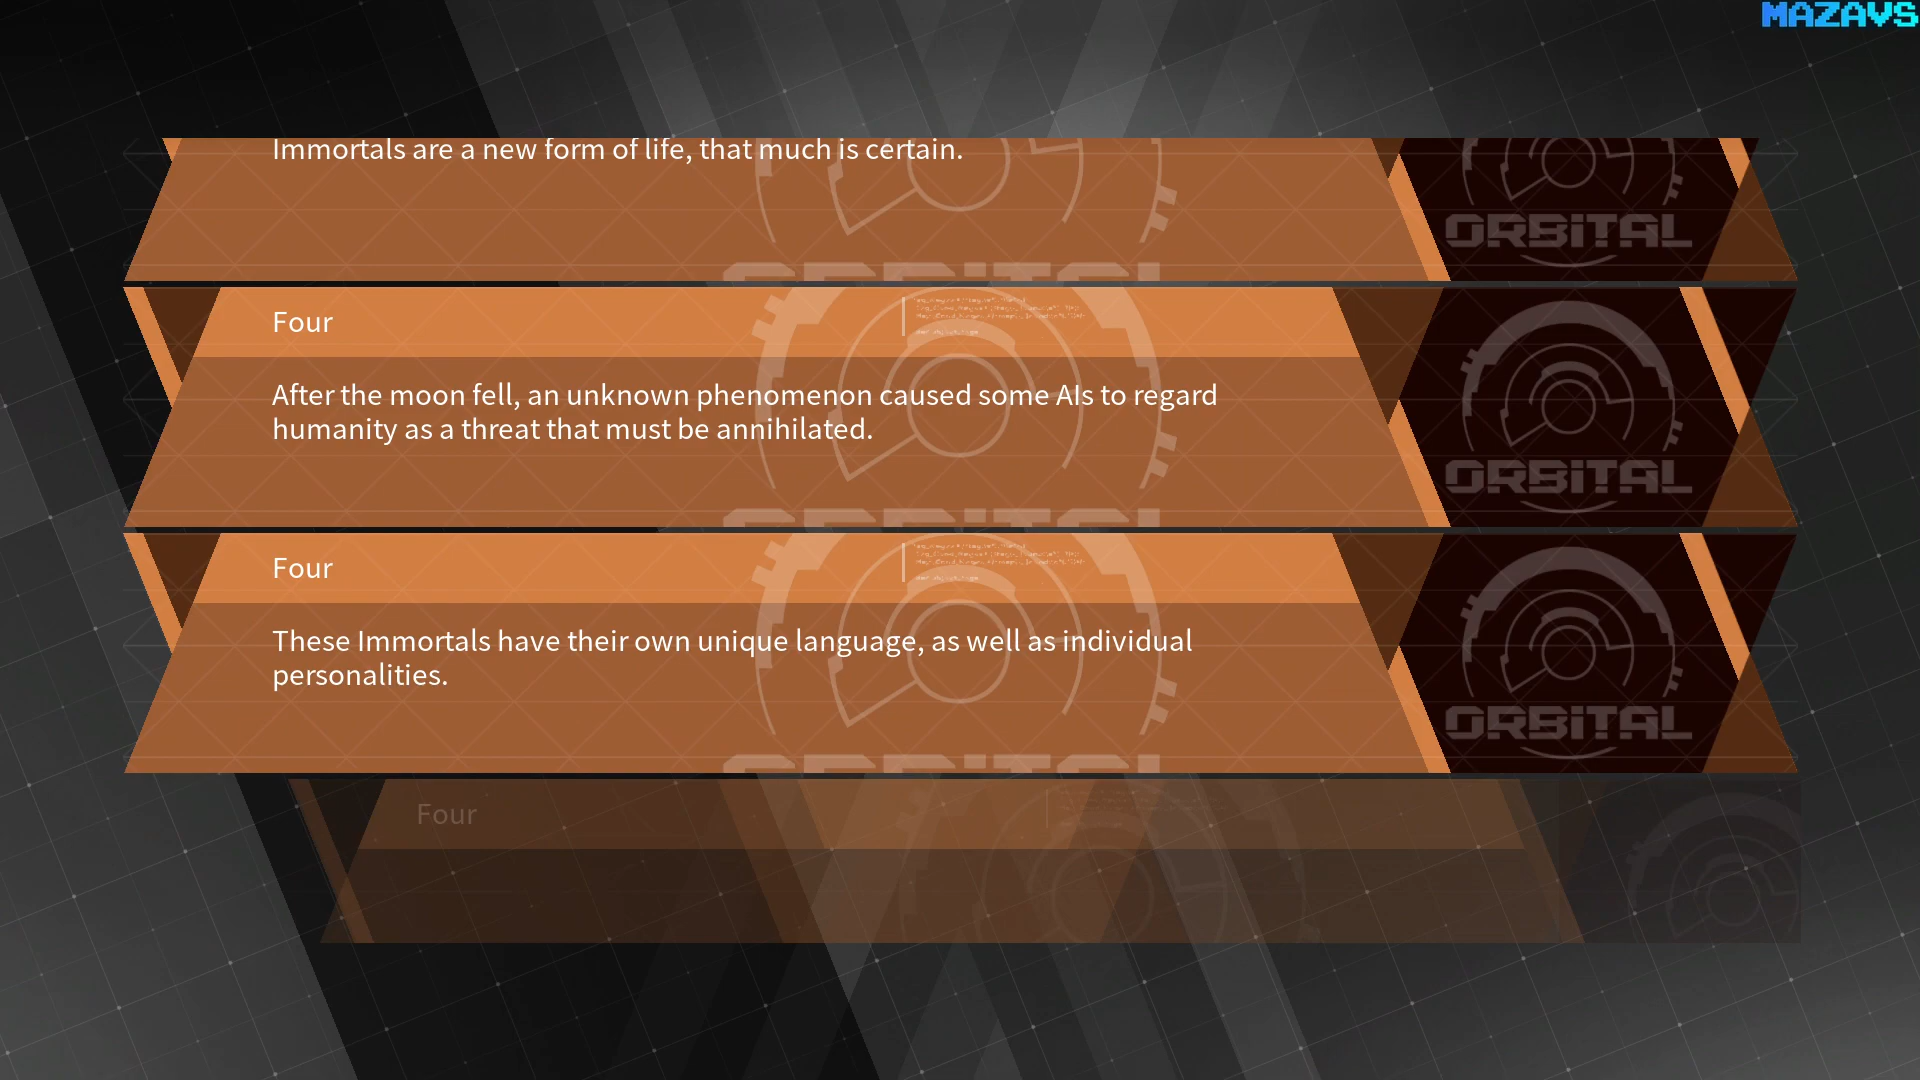 MAZAVS
Immortals are a new form of life, that much is certain.
ORBITAL
Four
After the moon fell, an unknown phenomenon caused some AIs to regard
humanity as a threat that must be annihilated.
ORBITAL
Four
These Immortals have their own unique language, as well as individual
personalities.
ORBITAL
Four